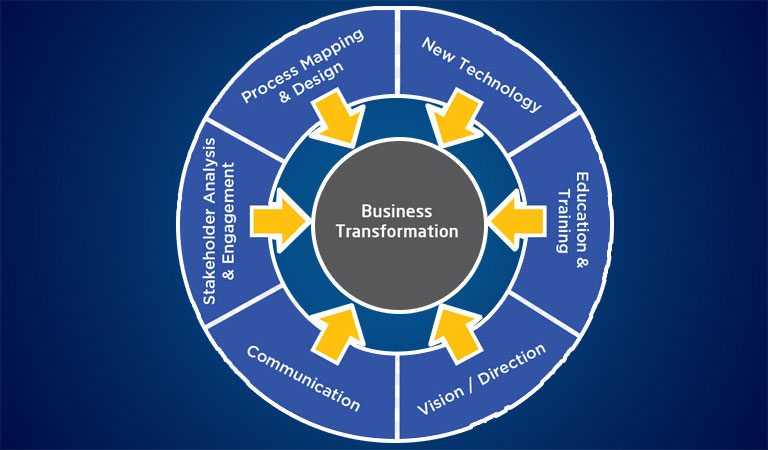 Process Mapping
& Design
New Technology
Education &
Training
Vision / Direction
Communication
Stakeholder Analysis
& Engagement
Business
Transformation